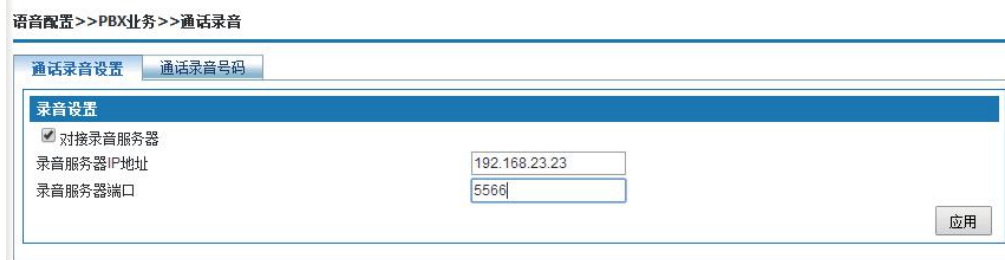 语音配置>>PBX业务>>通话录音
通话录音设置 通话录音号码
录音设置
对接录音服务器
录音服务器IP地址 192.168.23.23
录音服务器端口 5566
应用